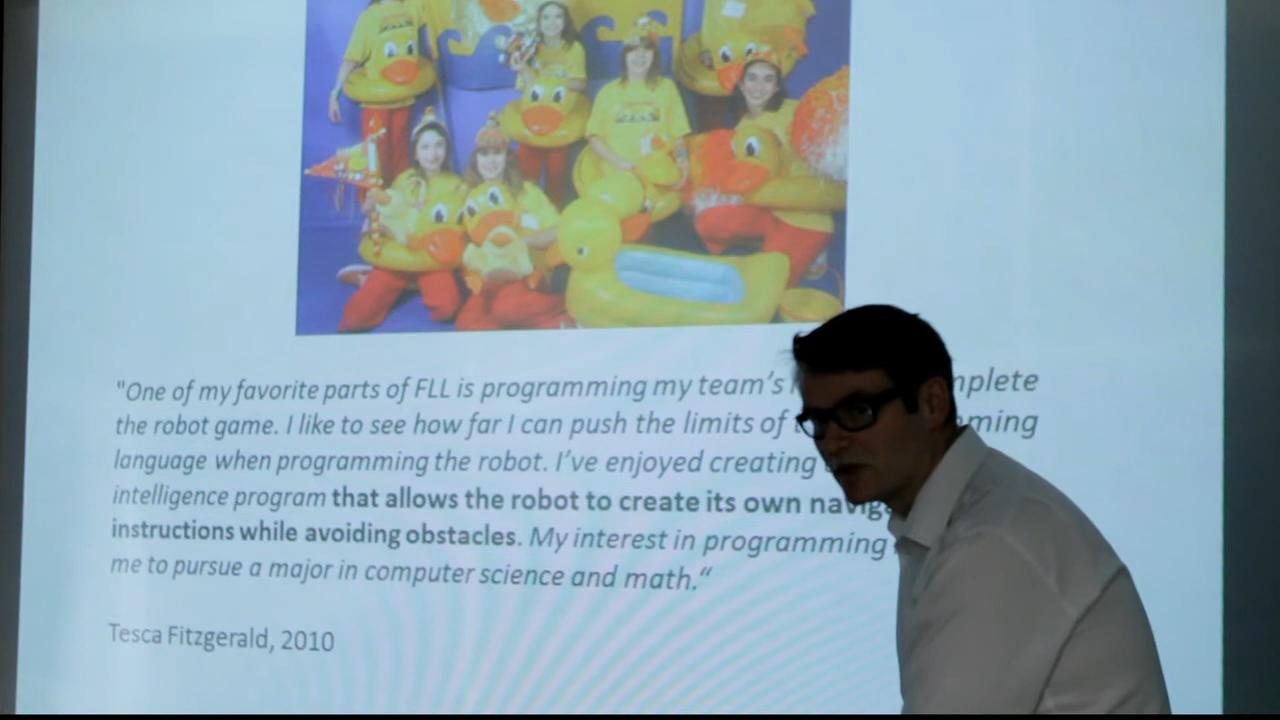 "One of my favorite parts of FLL is programming my team's
the robot game. I like to see how far I can push the limits of
language when programming the robot. I've enjoyed creating
intelligence program that allows the robot to create its own
instructions while avoiding obstacles. My interest in programming
me to pursue a major in computer science and math."
Tesca Fitzgerald, 2010